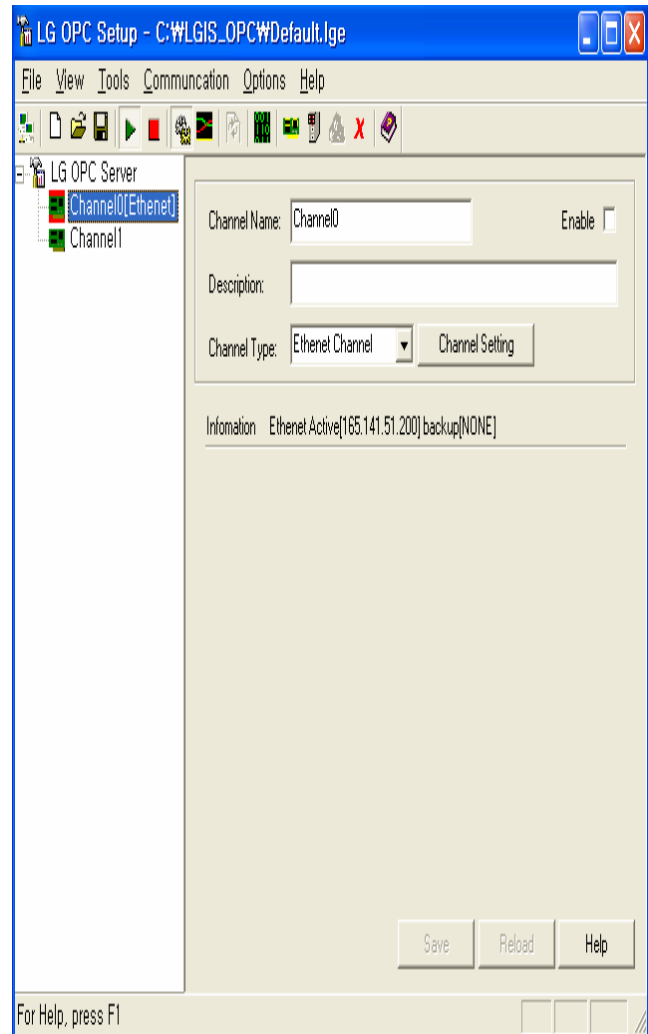 LG OPC Setup - C:₩LGIS_OPC₩Default.lge
File View Tools Communcation Options Help
LG OPC Server
Channel0[Ethenet]
Channel1
Channel Name: Channel0 Enable
Description:
Channel Type: Ethenet Channel Channel Setting
Infomation Ethenet Active[165.141.51.200] backup[NONE]
Save Reload Help
For Help, press F1